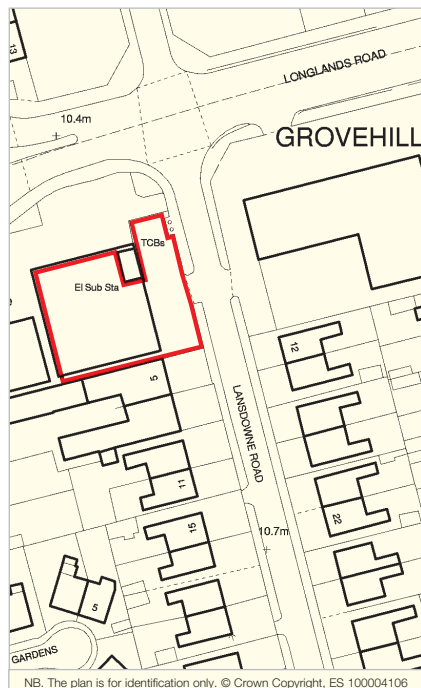 13
LONGLANDS ROAD
10.4m
GROVEHILL
TCBs
El Sub Sta
12
5
LANSDOWNE ROAD
11
22
15
10.7m
5
GARDENS
NB. The plan is for identification only. © Crown Copyright, ES 100004106